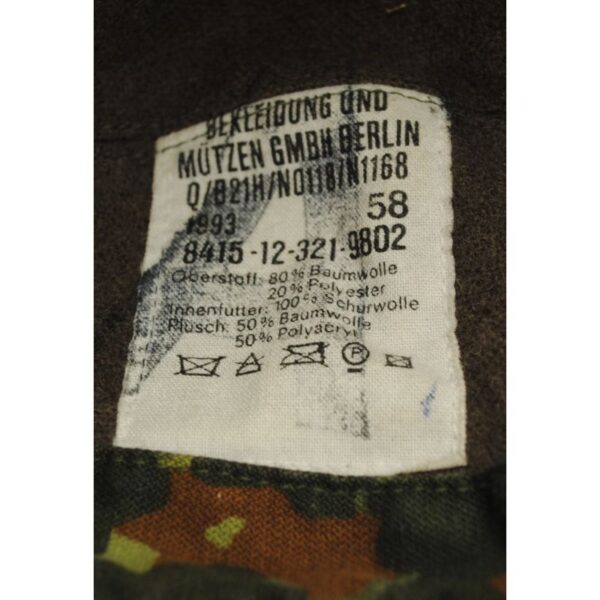 BEKLEIDUNG UND
MÜTZEN GMBH BERLIN
Q/B21H/N0118/N1168
1993 58
8415-12-321-9802
Oberstoff: 80% Baumwolle
20% Polyester
Innenfutter: 100% Schurwolle
Plüsch: 50% Baumwolle
50% Polyacryl
P